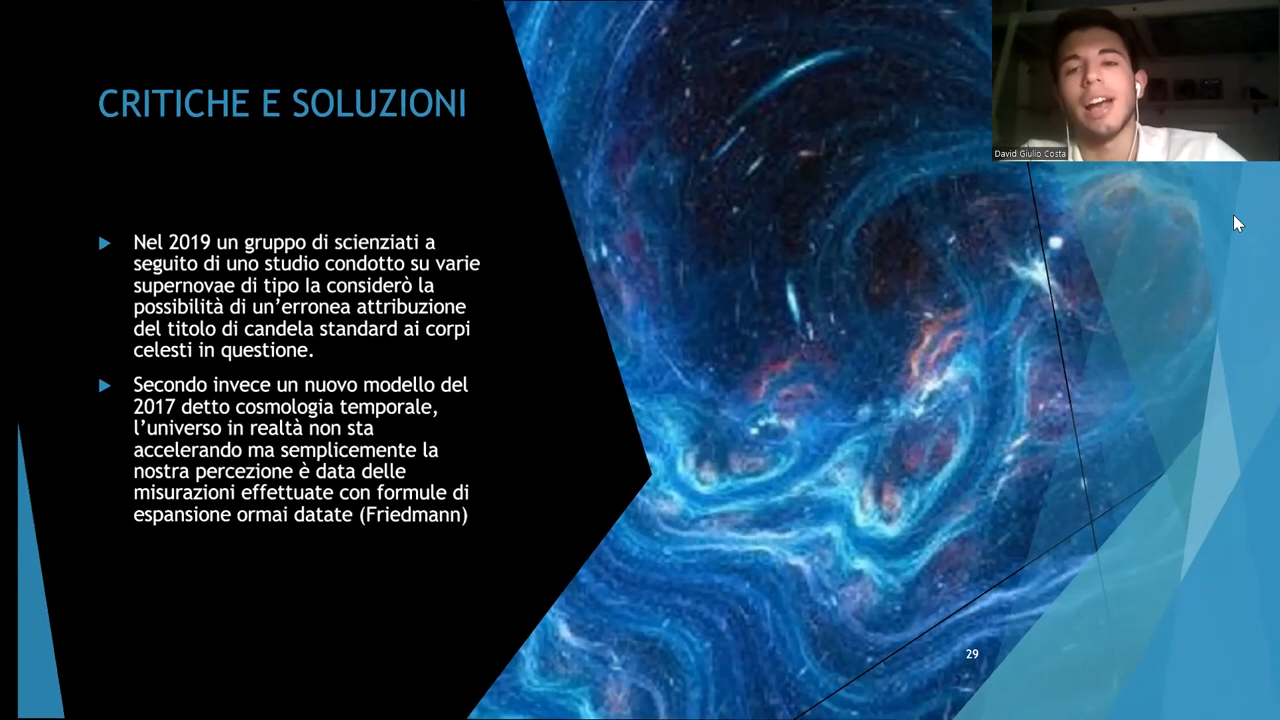 CRITICHE E SOLUZIONI
Nel 2019 un gruppo di scienziati a
seguito di uno studio condotto su varie
supernovae di tipo Ia considerò la
possibilità di un’erronea attribuzione
del titolo di candela standard ai corpi
celesti in questione.
Secondo invece un nuovo modello del
2017 detto cosmologia temporale,
l’universo in realtà non sta
accelerando ma semplicemente la
nostra percezione è data delle
misurazioni effettuate con formule di
espansione ormai datate (Friedmann)
David Giulio Costa
29